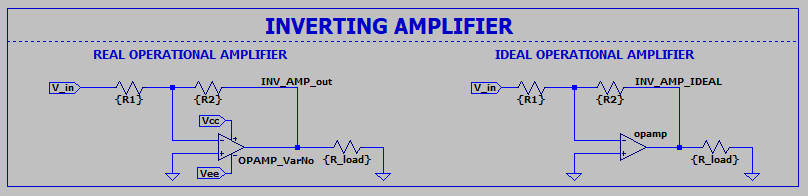 INVERTING AMPLIFIER
REAL OPERATIONAL AMPLIFIER
IDEAL OPERATIONAL AMPLIFIER
V_in
{R1}
{R2}
INV_AMP_out
Vcc
OPAMP_VarNo
Vee
{R_load}
V_in
{R1}
{R2}
INV_AMP_IDEAL
opamp
{R_load}